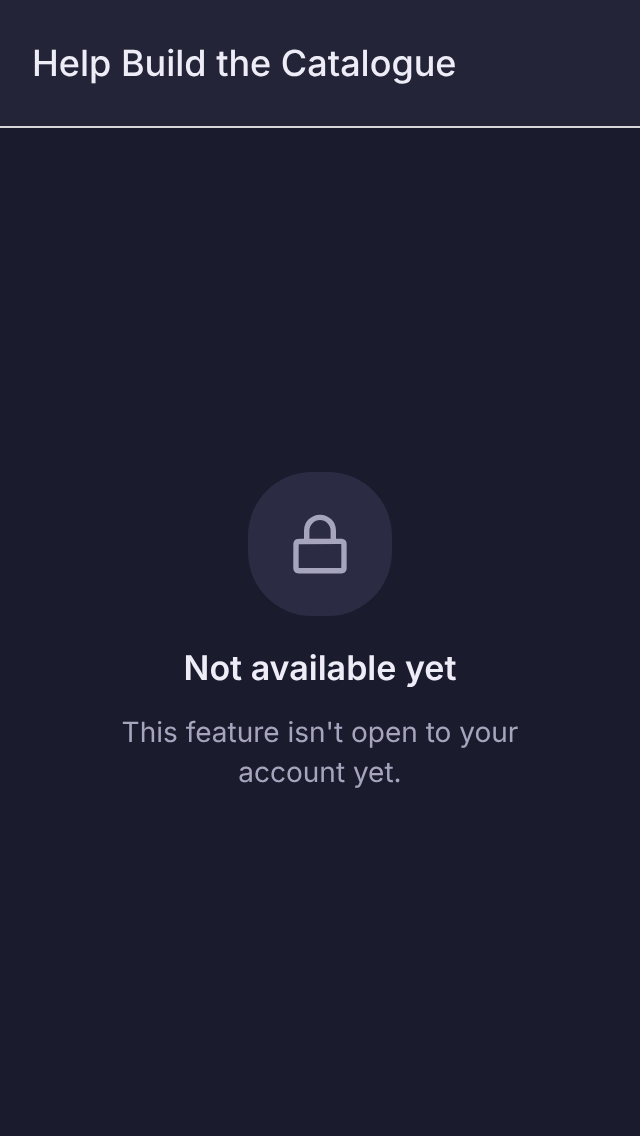 Help Build the Catalogue
Not available yet
This feature isn't open to your
account yet.